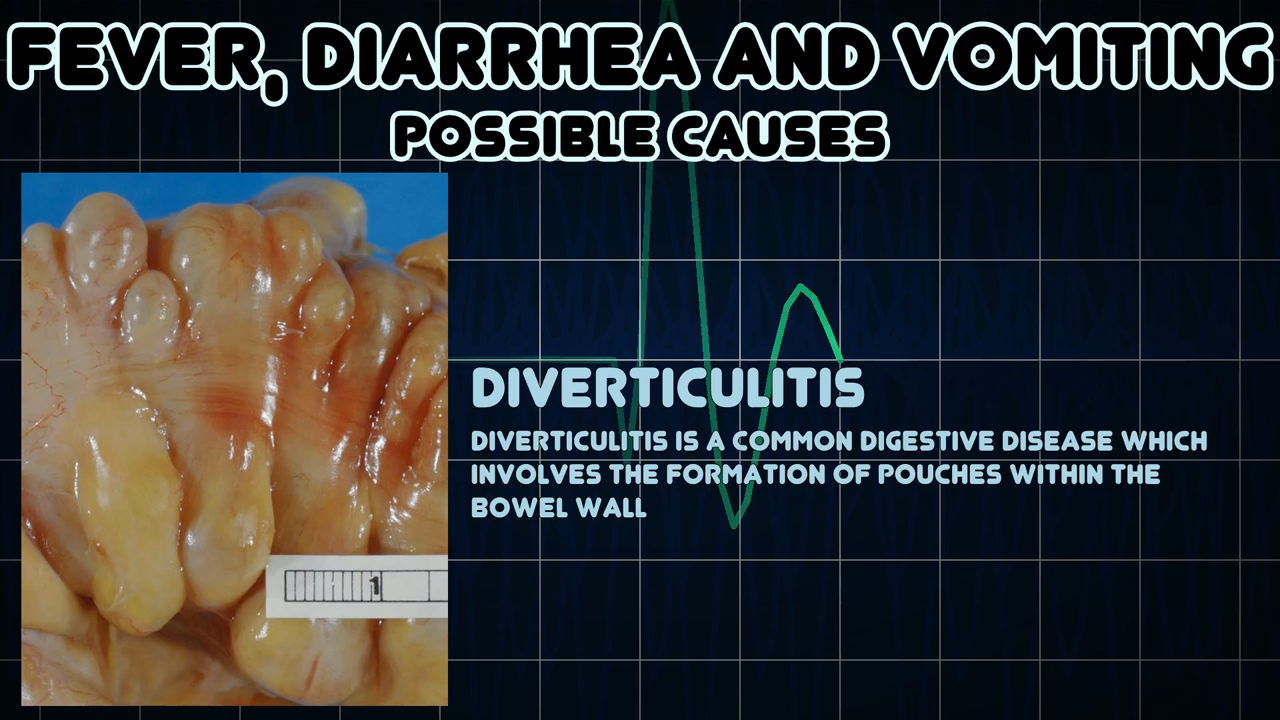 FEVER, DIARRHEA AND VOMITING
POSSIBLE CAUSES
DIVERTICULITIS
DIVERTICULITIS IS A COMMON DIGESTIVE DISEASE WHICH
INVOLVES THE FORMATION OF POUCHES WITHIN THE
BOWEL WALL
1